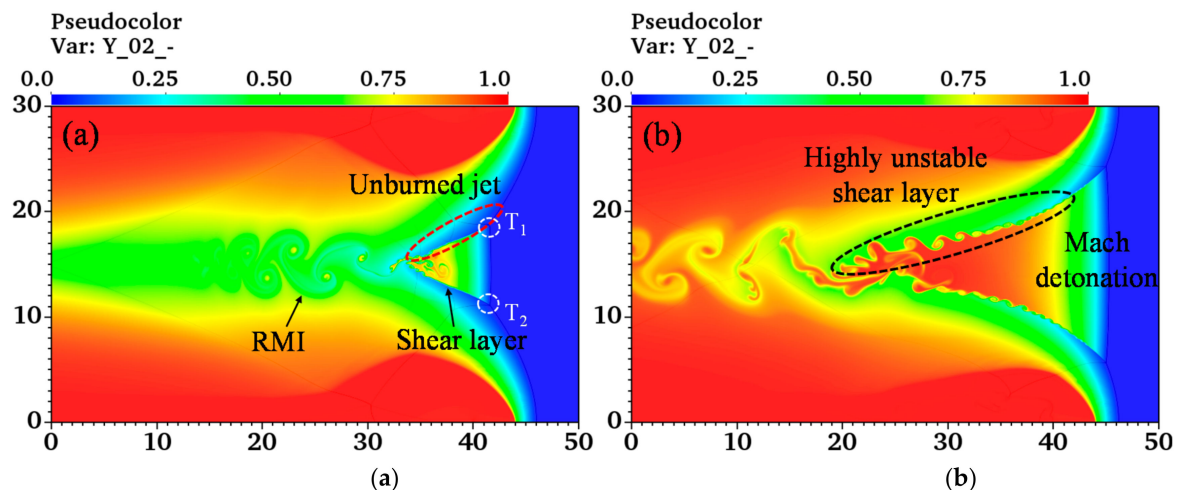 Pseudocolor
Var: Y_02_-
0.0 0.25 0.50 0.75 1.0
30
20
10
0
(a)
Unburned jet
T1
T2
RMI
Shear layer
0 10 20 30 40 50
(a)
Pseudocolor
Var: Y_02_-
0.0 0.25 0.50 0.75 1.0
30
20
10
0
(b)
Highly unstable
shear layer
Mach
detonation
0 10 20 30 40 50
(b)